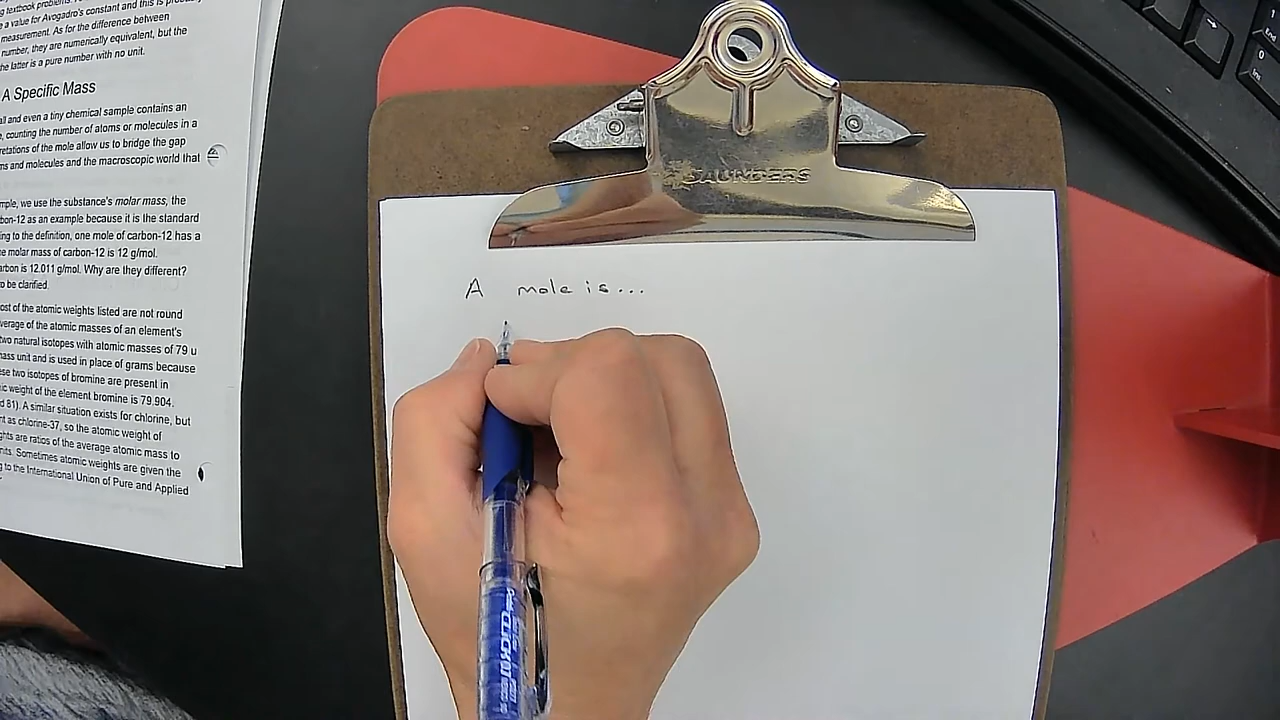 g textbook problems.
e a value for Avogadro's constant and this is
measurement. As for the difference between
number, they are numerically equivalent, but the
he latter is a pure number with no unit.
A Specific Mass
all and even a tiny chemical sample contains an
, counting the number of atoms or molecules in a
retations of the mole allow us to bridge the gap
ms and molecules and the macroscopic world that
mple, we use the substance's molar mass, the
bon-12 as an example because it is the standard
ing to the definition, one mole of carbon-12 has a
e molar mass of carbon-12 is 12 g/mol.
arbon is 12.011 g/mol. Why are they different?
o be clarified.
ost of the atomic weights listed are not round
verage of the atomic masses of an element's
two natural isotopes with atomic masses of 79 u
mass unit and is used in place of grams because
ese two isotopes of bromine are present in
ic weight of the element bromine is 79.904.
d 81). A similar situation exists for chlorine, but
nt as chlorine-37, so the atomic weight of
ghts are ratios of the average atomic mass to
nits. Sometimes atomic weights are given the
g to the International Union of Pure and Applied
SAUNDERS
A mole is...
End
0
Ins